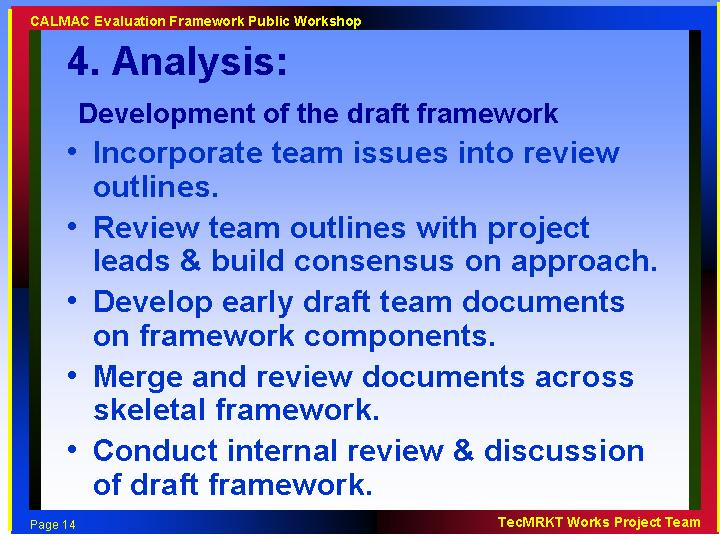 CALMAC Evaluation Framework Public Workshop
4. Analysis:
Development of the draft framework
• Incorporate team issues into review
outlines.
• Review team outlines with project
leads & build consensus on approach.
• Develop early draft team documents
on framework components.
• Merge and review documents across
skeletal framework.
• Conduct internal review & discussion
of draft framework.
Page 14
TecMRKT Works Project Team